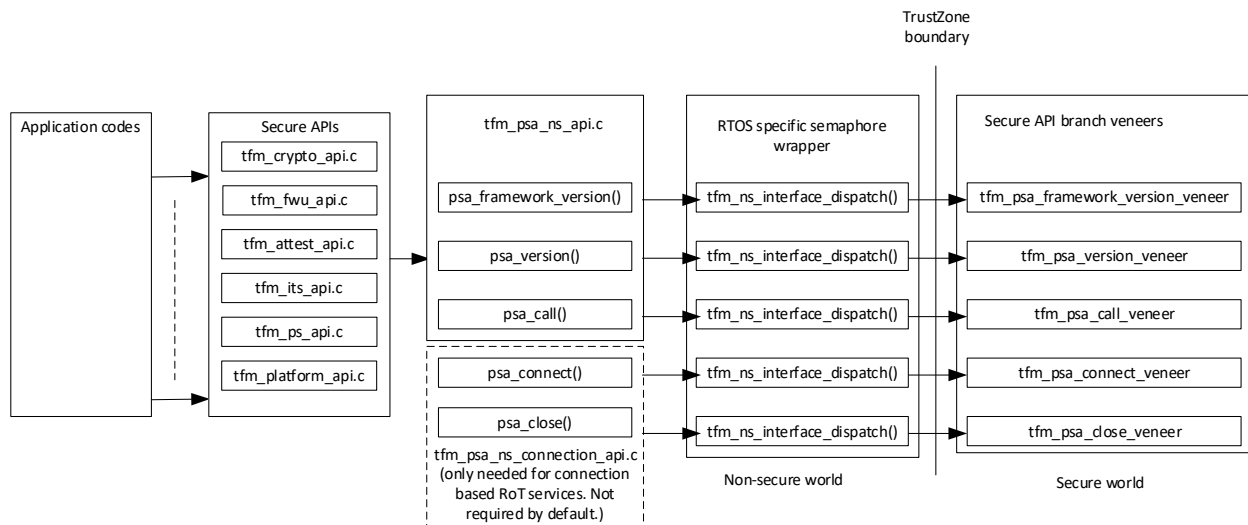 TrustZone
boundary
Application codes
Secure APIs
tfm_crypto_api.c
tfm_fwu_api.c
tfm_attest_api.c
tfm_its_api.c
tfm_ps_api.c
tfm_platform_api.c
tfm_psa_ns_api.c
psa_framework_version()
psa_version()
psa_call()
psa_connect()
psa_close()
tfm_psa_ns_connection_api.c
(only needed for connection
based RoT services. Not
required by default.)
RTOS specific semaphore
wrapper
tfm_ns_interface_dispatch()
tfm_ns_interface_dispatch()
tfm_ns_interface_dispatch()
tfm_ns_interface_dispatch()
tfm_ns_interface_dispatch()
Non-secure world
Secure API branch veneers
tfm_psa_framework_version_veneer
tfm_psa_version_veneer
tfm_psa_call_veneer
tfm_psa_connect_veneer
tfm_psa_close_veneer
Secure world